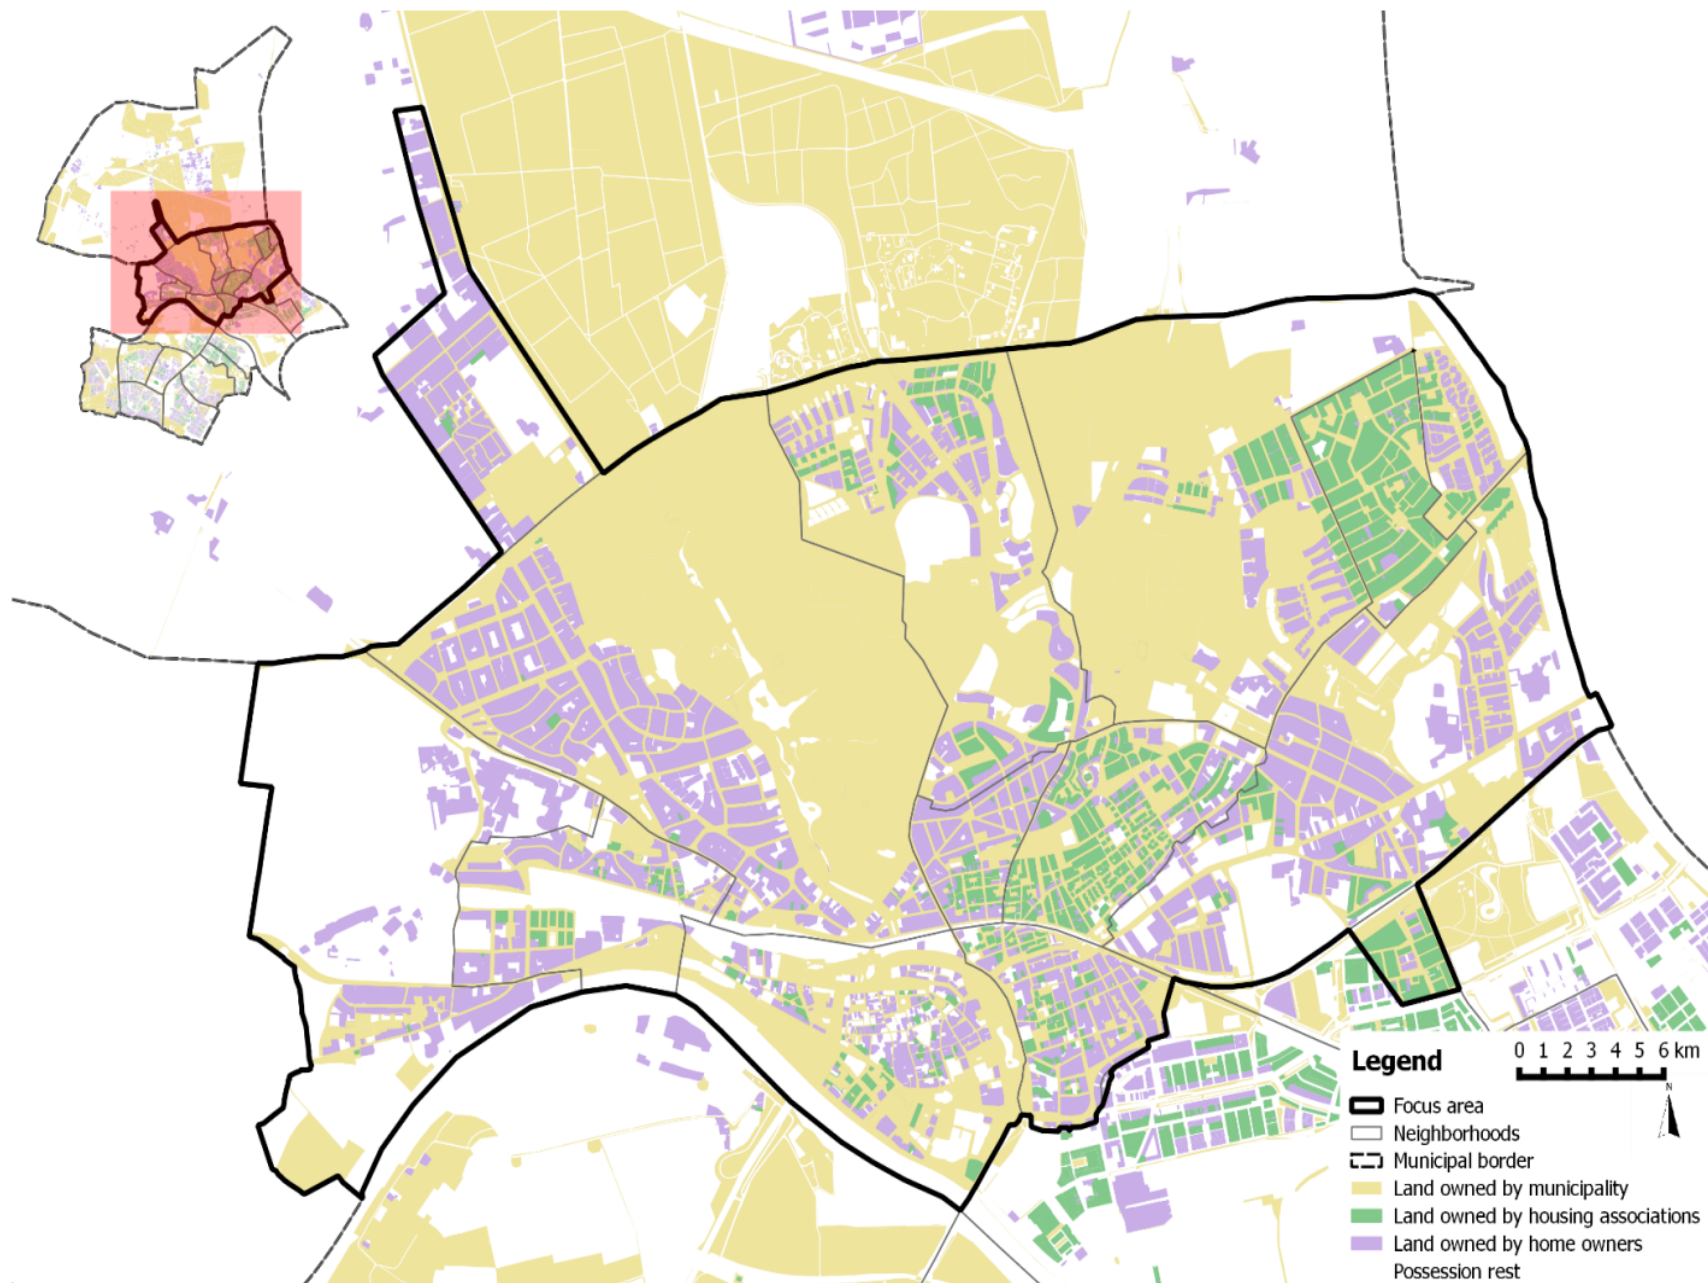 Legend
0 1 2 3 4 5 6 km
N
Focus area
Neighborhoods
Municipal border
Land owned by municipality
Land owned by housing associations
Land owned by home owners
Possession rest